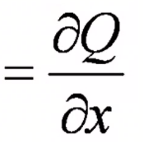 = ∂Q/∂x